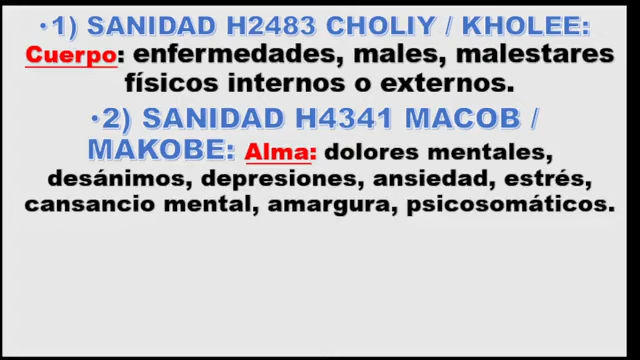 •1) SANIDAD H2483 CHOLIY / KHOLEE:
Cuerpo: enfermedades, males, malestares
físicos internos o externos.
•2) SANIDAD H4341 MACOB /
MAKOBE: Alma: dolores mentales,
desánimos, depresiones, ansiedad, estrés,
cansancio mental, amargura, psicosomáticos.